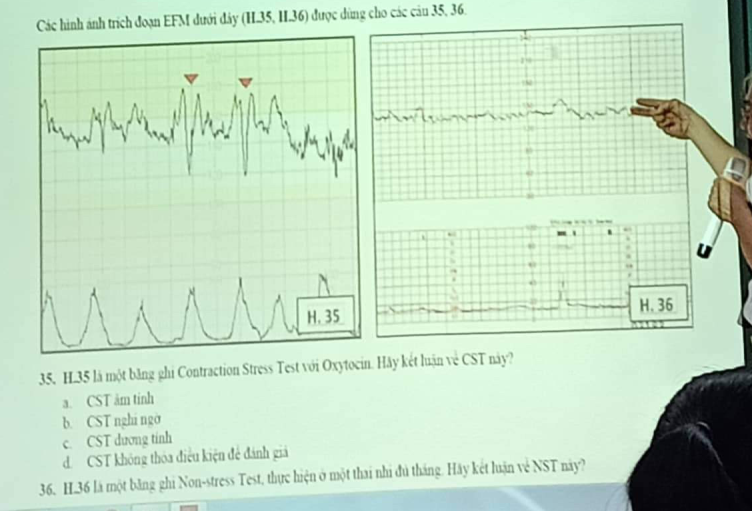 Các hình ảnh trích đoạn EFM dưới đây (H.35, H.36) được dùng cho các câu 35, 36.
H. 35
H. 36
35. H.35 là một băng ghi Contraction Stress Test với Oxytocin. Hãy kết luận về CST này?
a. CST âm tính
b. CST nghi ngờ
c. CST dương tính
d. CST không thỏa điều kiện để đánh giá
36. H.36 là một băng ghi Non-stress Test, thực hiện ở một thai nhi đủ tháng. Hãy kết luận về NST này?